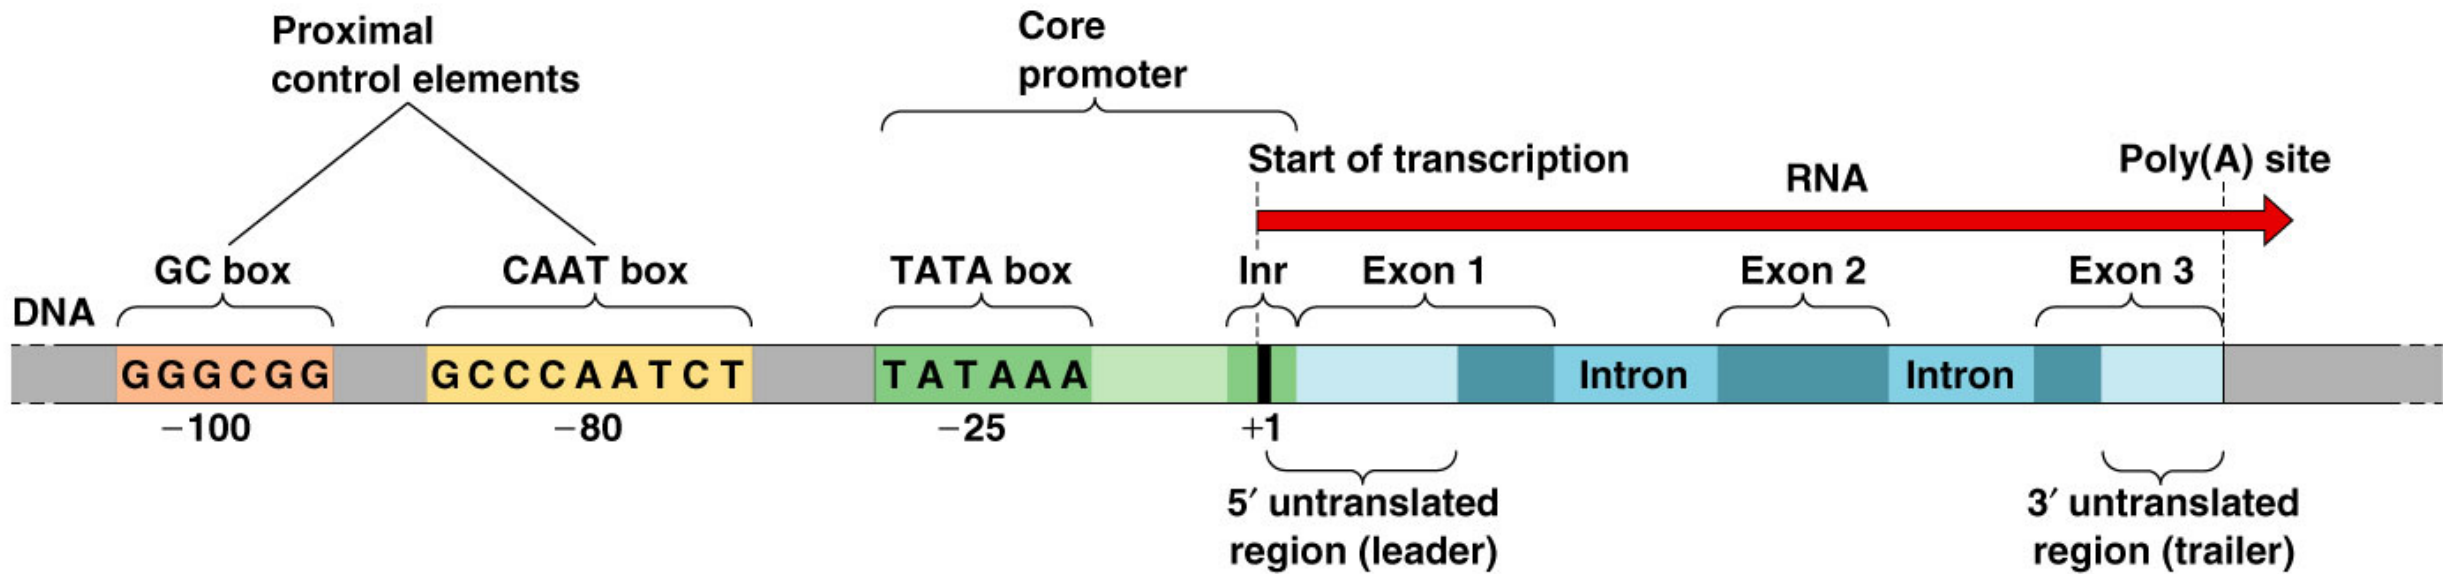 Proximal
control elements
Core
promoter
Start of transcription
RNA
Poly(A) site
GC box
CAAT box
TATA box
Inr
Exon 1
Exon 2
Exon 3
DNA
GGGCGG
GCCCAATCT
TATAAA
Intron
Intron
−100
−80
−25
+1
5′ untranslated
region (leader)
3′ untranslated
region (trailer)